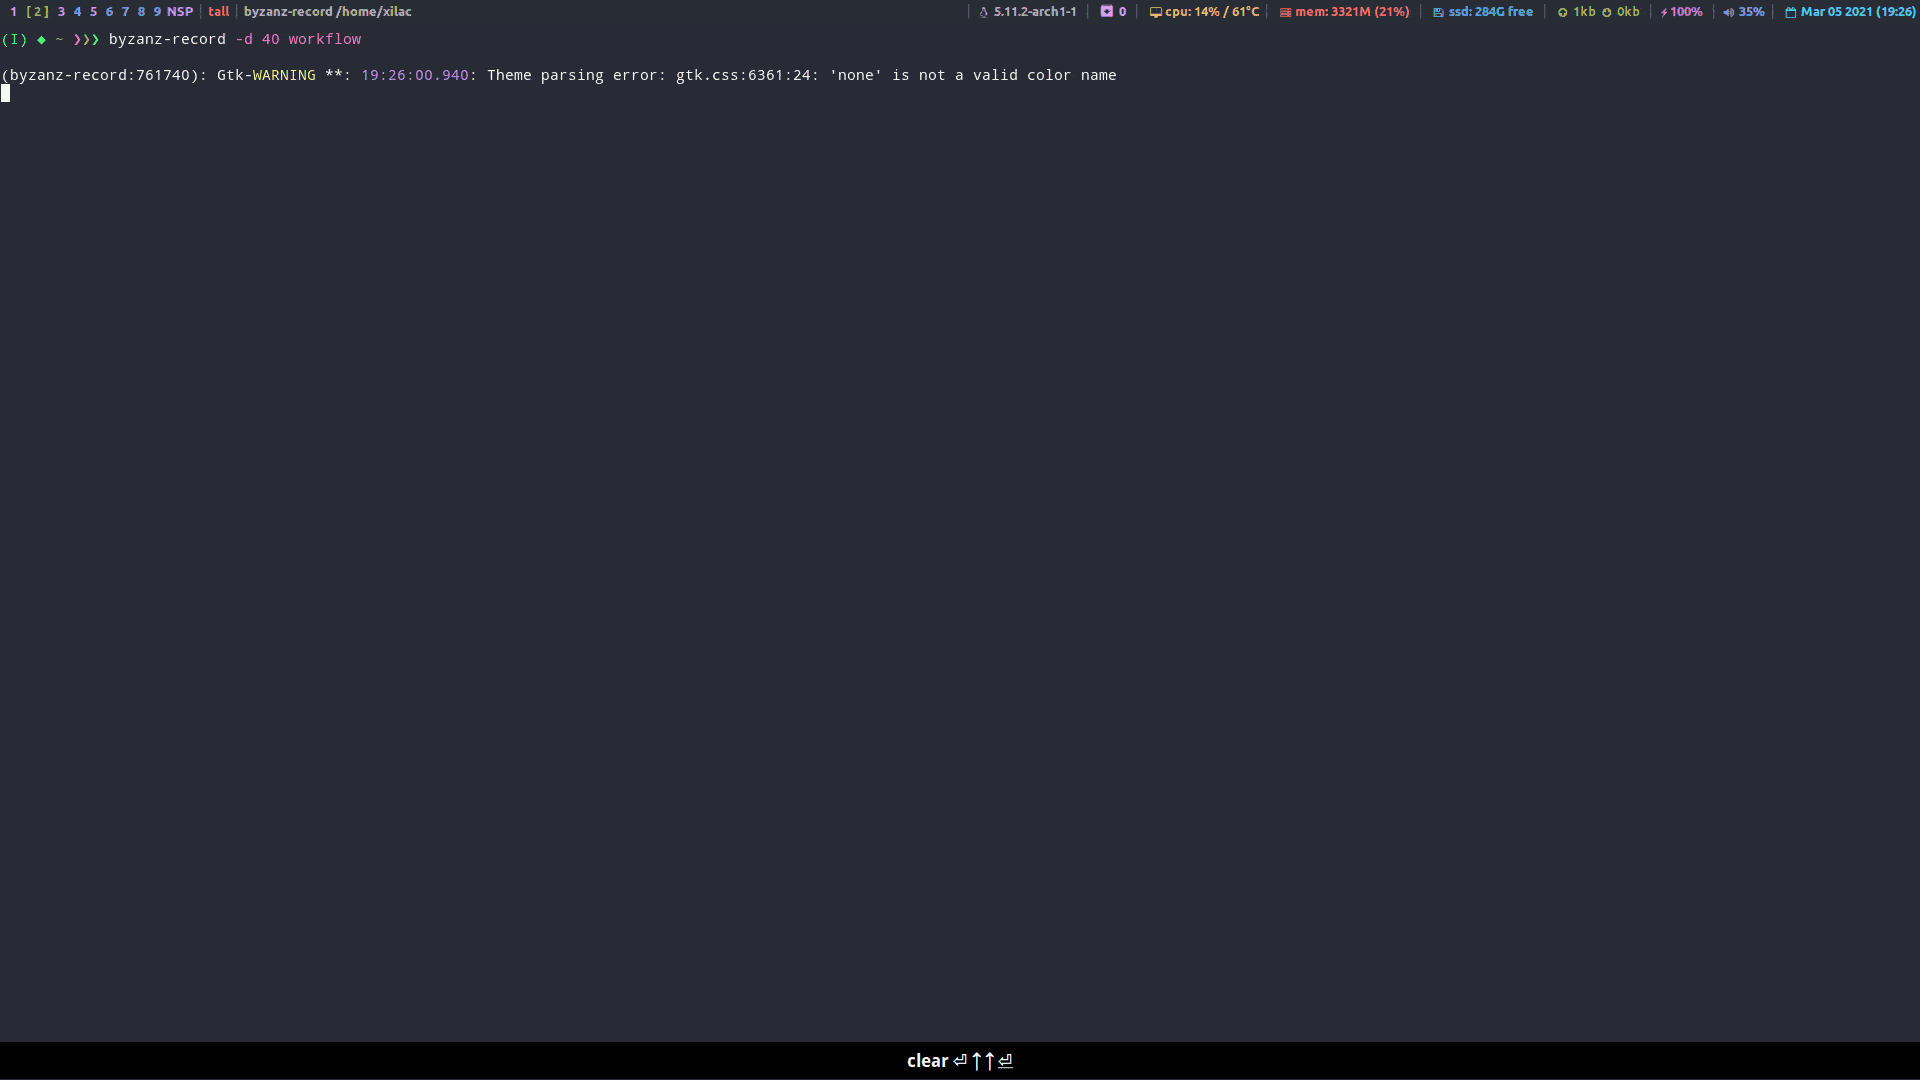 1 [2] 3 4 5 6 7 8 9 NSP | tall | byzanz-record /home/xilac | 5.11.2-arch1-1 | 0 | cpu: 14% / 61°C | mem: 3321M (21%) | ssd: 284G free | 1kb 0kb | 100% | 35% | Mar 05 2021 (19:26)
(I) ◆ ~ ❯❯❯ byzanz-record -d 40 workflow
(byzanz-record:761740): Gtk-WARNING **: 19:26:00.940: Theme parsing error: gtk.css:6361:24: 'none' is not a valid color name
clear ⏎ ↑↑⏎